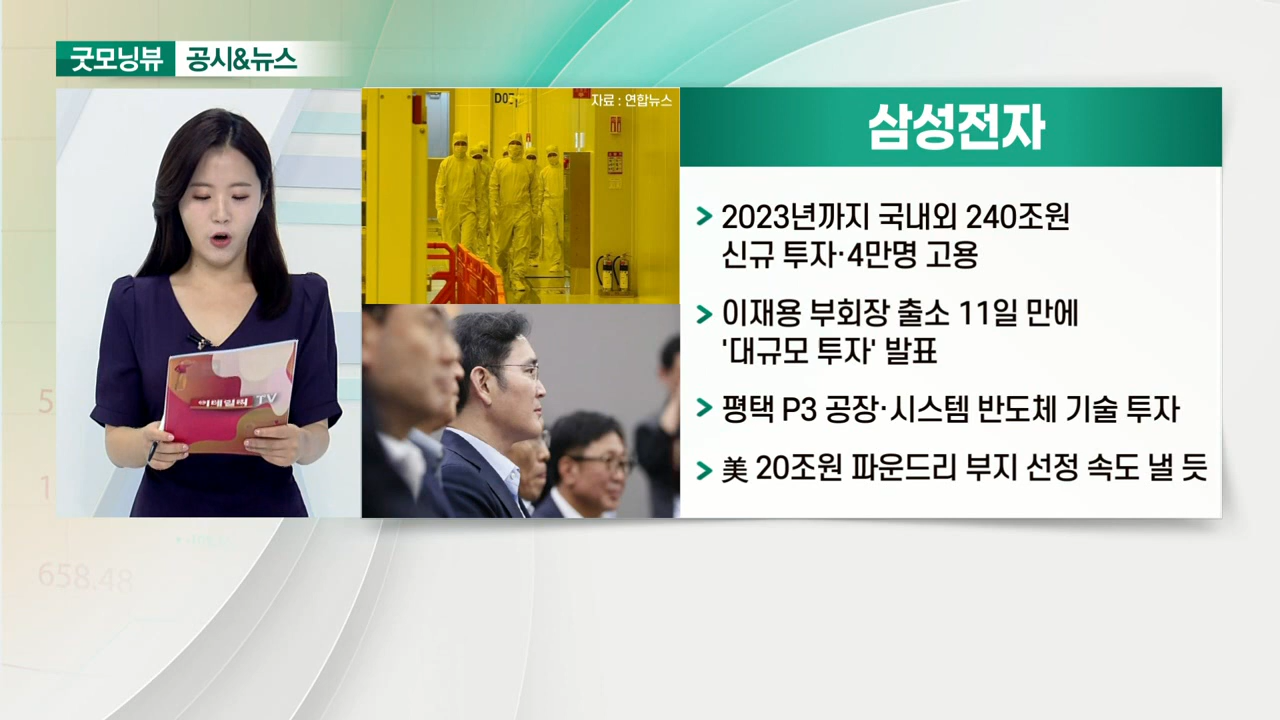 굿모닝뷰 공시&뉴스
자료 : 연합뉴스
삼성전자
2023년까지 국내외 240조원
신규 투자·4만명 고용
이재용 부회장 출소 11일 만에
'대규모 투자' 발표
평택 P3 공장·시스템 반도체 기술 투자
美 20조원 파운드리 부지 선정 속도 낼 듯
이데일리 TV
658.48